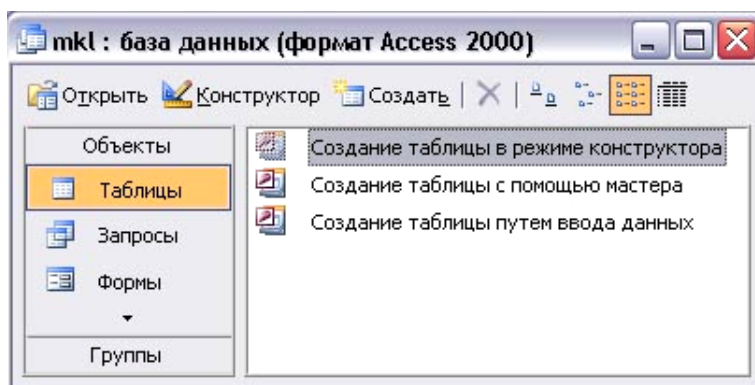 mkl : база данных (формат Access 2000)
Открыть Конструктор Создать
Объекты
Таблицы
Запросы
Формы
Группы
Создание таблицы в режиме конструктора
Создание таблицы с помощью мастера
Создание таблицы путем ввода данных